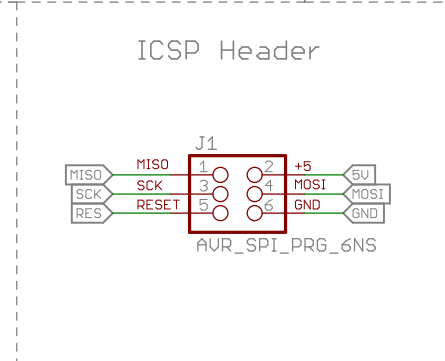 ICSP Header
J1
MISO MISO 1 2 +5 5V
SCK SCK 3 4 MOSI MOSI
RES RESET 5 6 GND GND
AVR_SPI_PRG_6NS